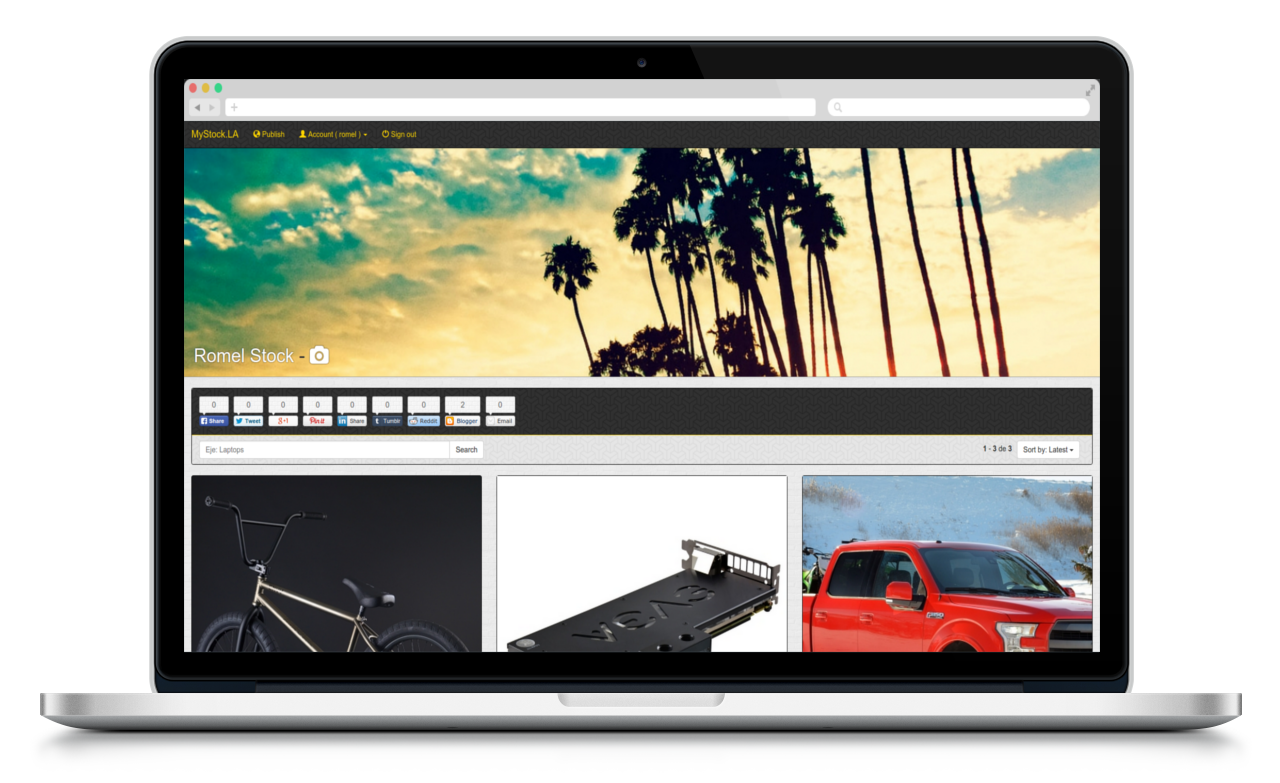 MyStock.LA Publish Account ( romel ) Sign out
Romel Stock -
0 0 0 0 0 0 0 2 0
Share Tweet +1 Pin it Share Tumblr Reddit Blogger Email
Eje: Laptops Search 1 - 3 de 3 Sort by: Latest
EVGA